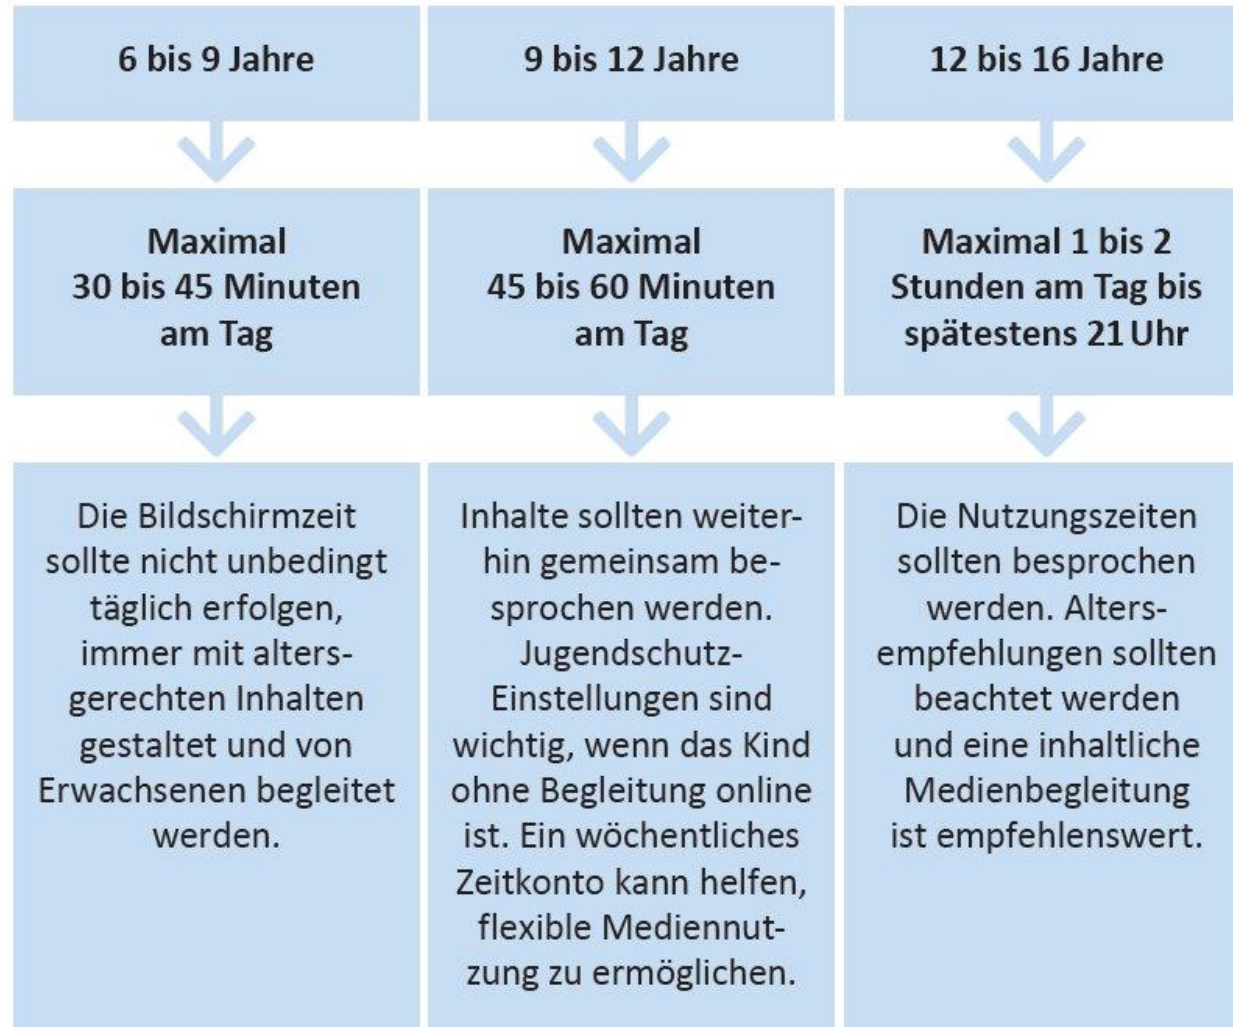 6 bis 9 Jahre
Maximal
30 bis 45 Minuten
am Tag
Die Bildschirmzeit
sollte nicht unbedingt
täglich erfolgen,
immer mit alters-
gerechten Inhalten
gestaltet und von
Erwachsenen begleitet
werden.
9 bis 12 Jahre
Maximal
45 bis 60 Minuten
am Tag
Inhalte sollten weiter-
hin gemeinsam be-
sprochen werden.
Jugendschutz-
Einstellungen sind
wichtig, wenn das Kind
ohne Begleitung online
ist. Ein wöchentliches
Zeitkonto kann helfen,
flexible Mediennut-
zung zu ermöglichen.
12 bis 16 Jahre
Maximal 1 bis 2
Stunden am Tag bis
spätestens 21 Uhr
Die Nutzungszeiten
sollten besprochen
werden. Alters-
empfehlungen sollten
beachtet werden
und eine inhaltliche
Medienbegleitung
ist empfehlenswert.